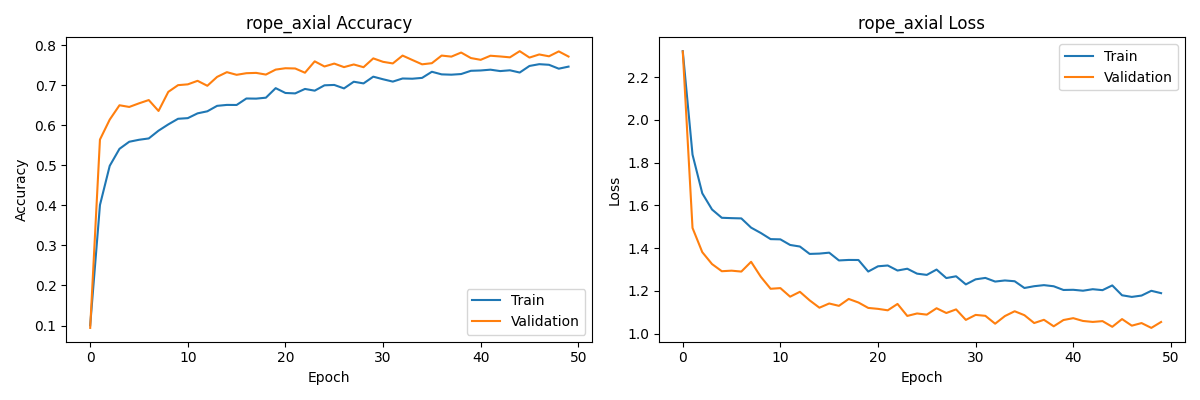 rope_axial Accuracy
0.8
0.7
0.6
0.5
0.4
0.3
0.2
0.1
Accuracy
Train
Validation
0 10 20 30 40 50
Epoch
rope_axial Loss
2.2
2.0
1.8
1.6
1.4
1.2
1.0
Loss
Train
Validation
0 10 20 30 40 50
Epoch